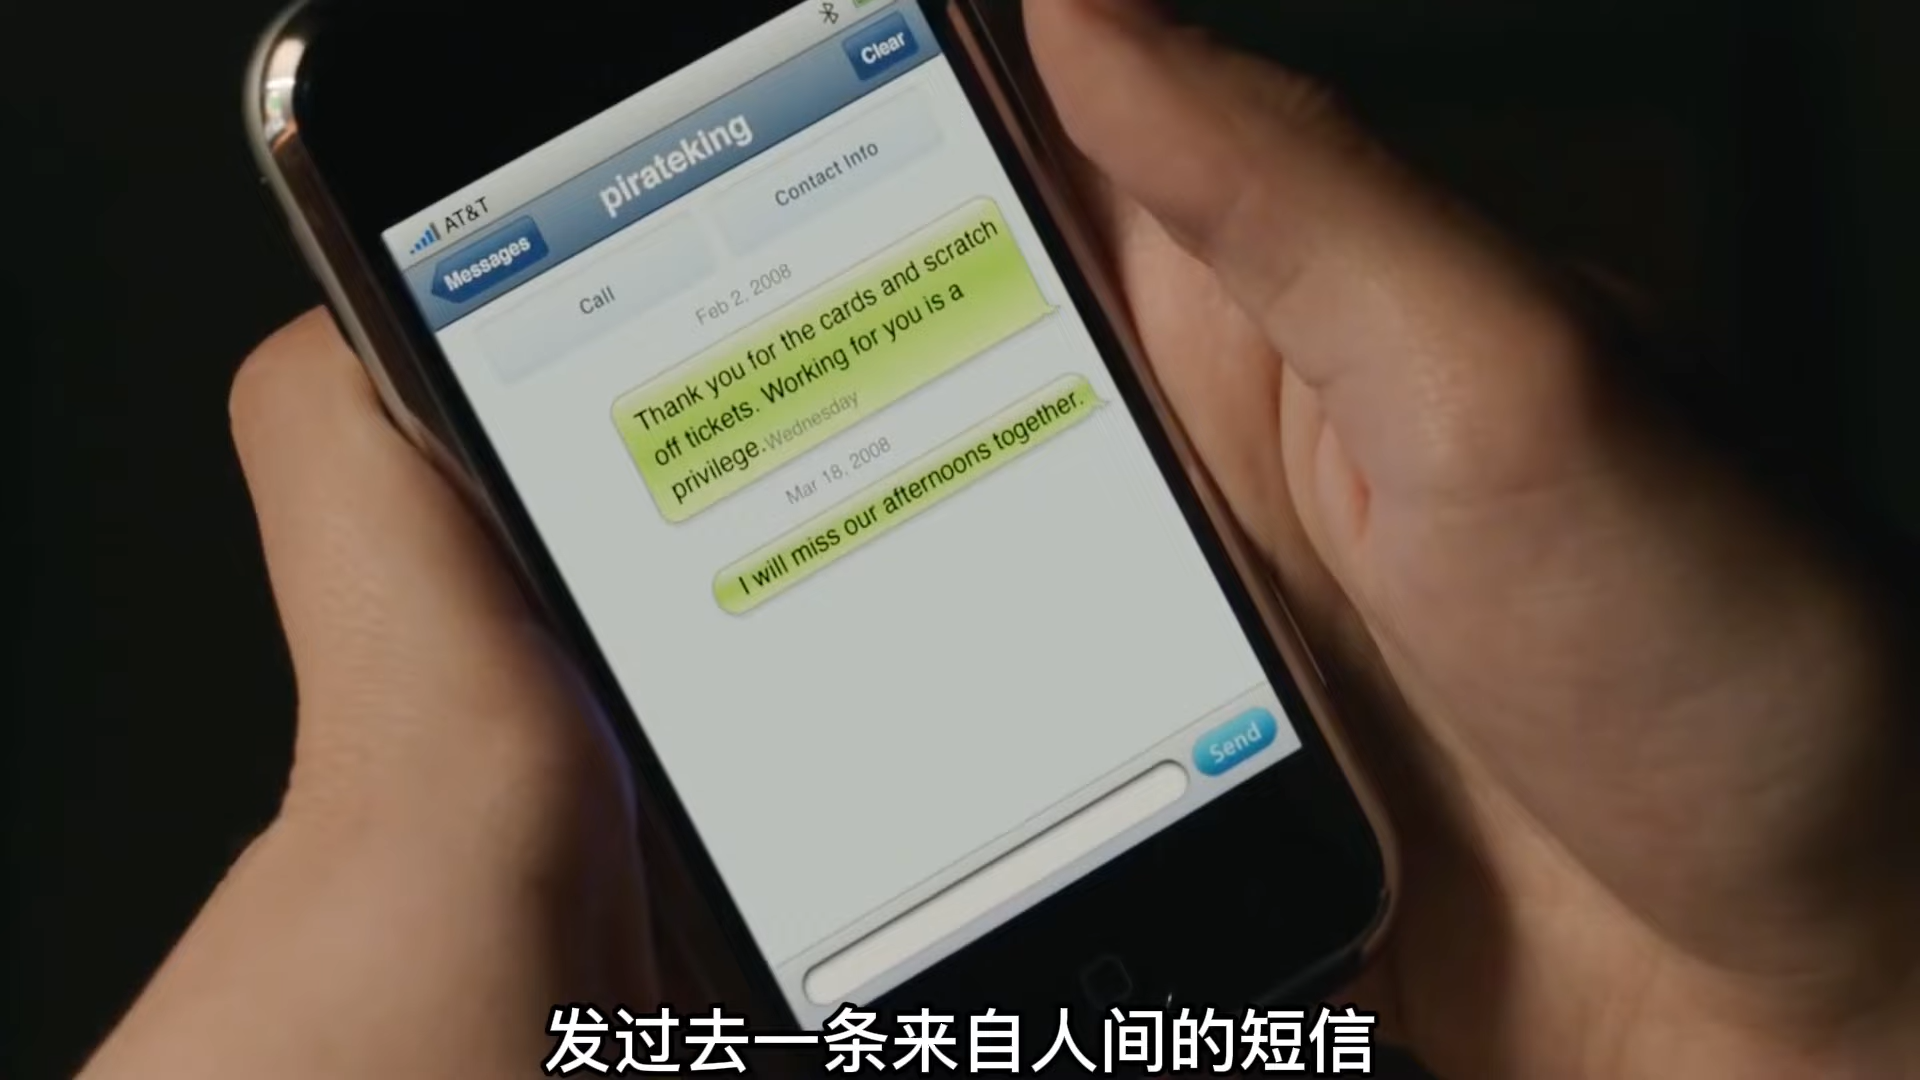 AT&T
Messages
pirateking
Clear
Call
Contact Info
Feb 2, 2008
Thank you for the cards and scratch
off tickets. Working for you is a
privilege.Wednesday
Mar 18, 2008
I will miss our afternoons together.
Send
发过去一条来自人间的短信